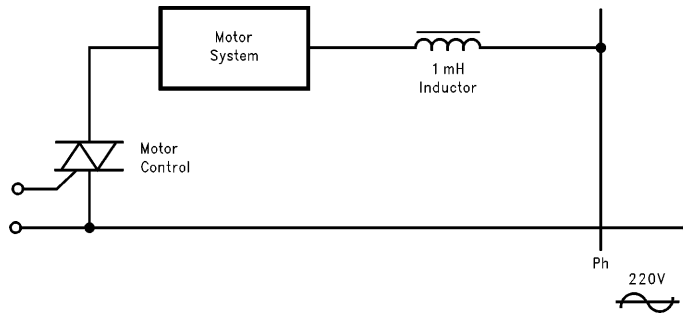 Motor
System
1 mH
Inductor
Motor
Control
Ph
220V